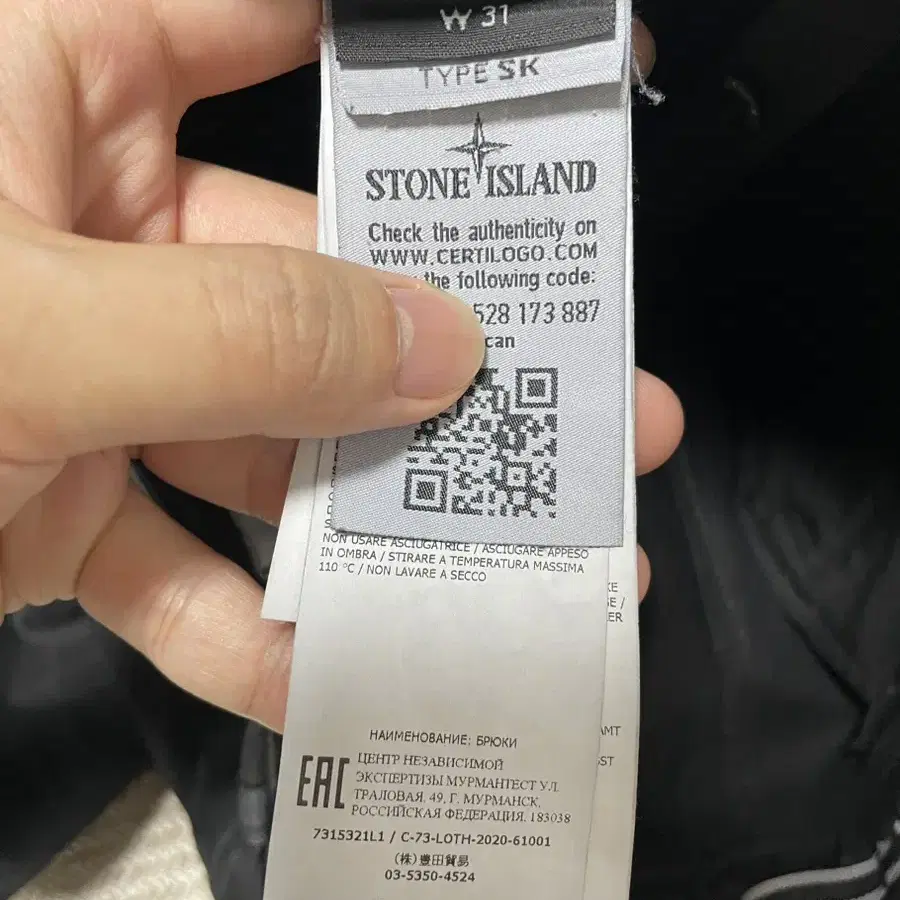 W 31
TYPE SK
STONE ISLAND
Check the authenticity on
WWW.CERTILOGO.COM
the following code:
528 173 887
can
NON USARE ASCIUGATRICE / ASCIUGARE APPESO
IN OMBRA / STIRARE A TEMPERATURA MASSIMA
110 °C / NON LAVARE A SECCO
НАИМЕНОВАНИЕ: БРЮКИ
EAC
ЦЕНТР НЕЗАВИСИМОЙ
ЭКСПЕРТИЗЫ МУРМАНТЕСТ УЛ.
ТРАЛОВАЯ, 49, Г. МУРМАНСК,
РОССИЙСКАЯ ФЕДЕРАЦИЯ, 183038
7315321L1 / C-73-LOTH-2020-61001
(株)豊田貿易
03-5350-4524